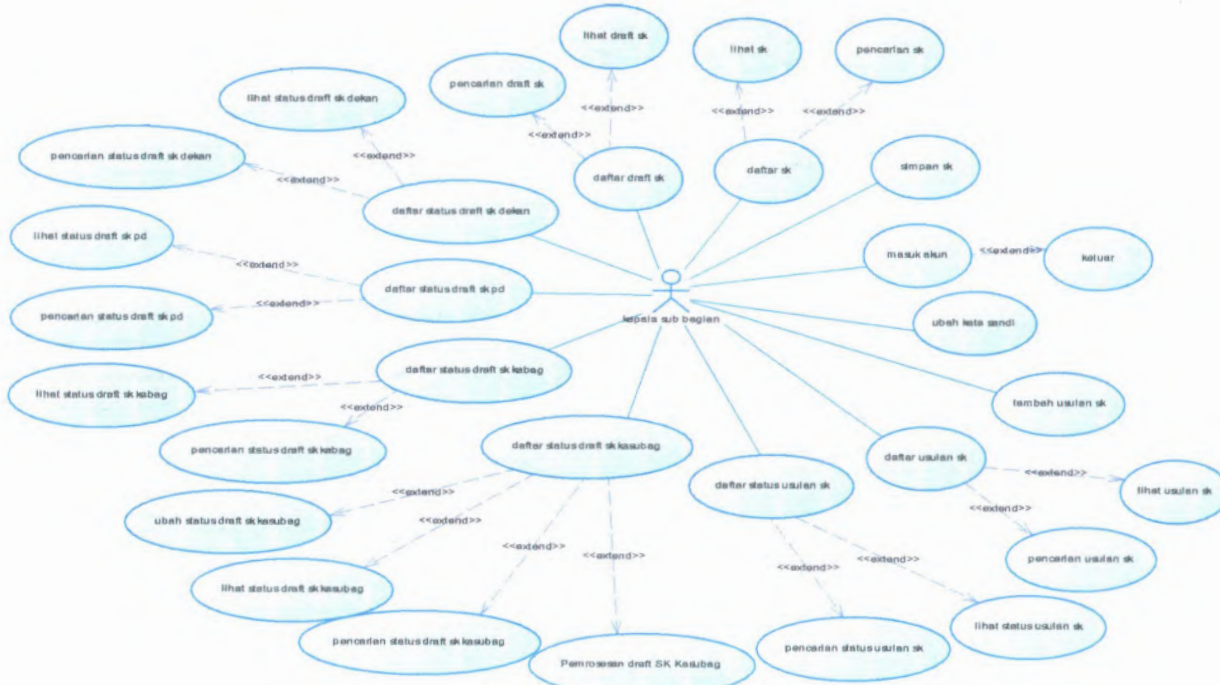 lihat draft sk
lihat sk
pencarian sk
pencarian draft sk
lihat status draft sk dekan
<<extend>>
<<extend>>
<<extend>>
<<extend>>
pencarian status draft sk dekan
<<extend>>
<<extend>>
daftar draft sk
daftar sk
simpan sk
daftar status draft sk dekan
lihat status draft sk pd
<<extend>>
masuk akun
<<extend>>
keluar
daftar status draft sk pd
pencarian status draft sk pd
<<extend>>
kepala sub bagian
ubah kata sandi
daftar status draft sk kabag
<<extend>>
lihat status draft sk kabag
<<extend>>
tambah usulan sk
pencarian status draft sk kabag
daftar status draft sk kasubag
daftar usulan sk
daftar status usulan sk
<<extend>>
lihat usulan sk
<<extend>>
ubah status draft sk kasubag
<<extend>>
<<extend>>
<<extend>>
<<extend>>
<<extend>>
<<extend>>
pencarian usulan sk
lihat status draft sk kasubag
lihat status usulan sk
pencarian status draft sk kasubag
Pemrosesan draft SK Kasubag
pencarian status usulan sk